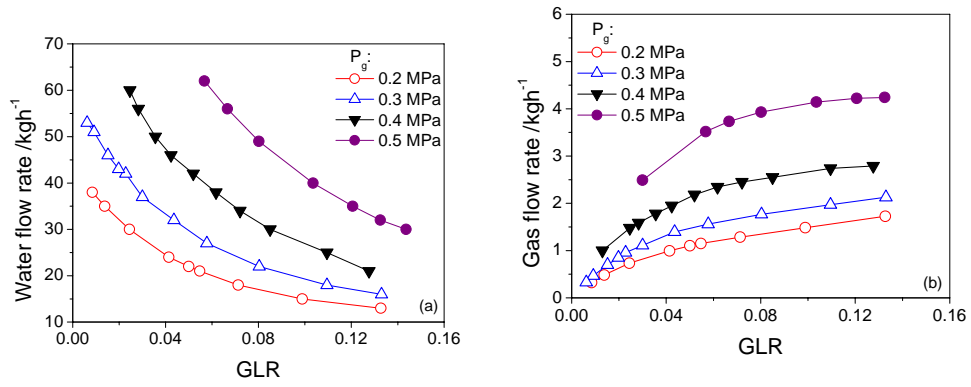 70
60
50
40
30
20
10
0.00
0.04
0.08
0.12
0.16
Water flow rate /kgh⁻¹
GLR
P_g:
0.2 MPa
0.3 MPa
0.4 MPa
0.5 MPa
(a)
6
5
4
3
2
1
0
0.00
0.04
0.08
0.12
0.16
Gas flow rate /kgh⁻¹
GLR
P_g:
0.2 MPa
0.3 MPa
0.4 MPa
0.5 MPa
(b)